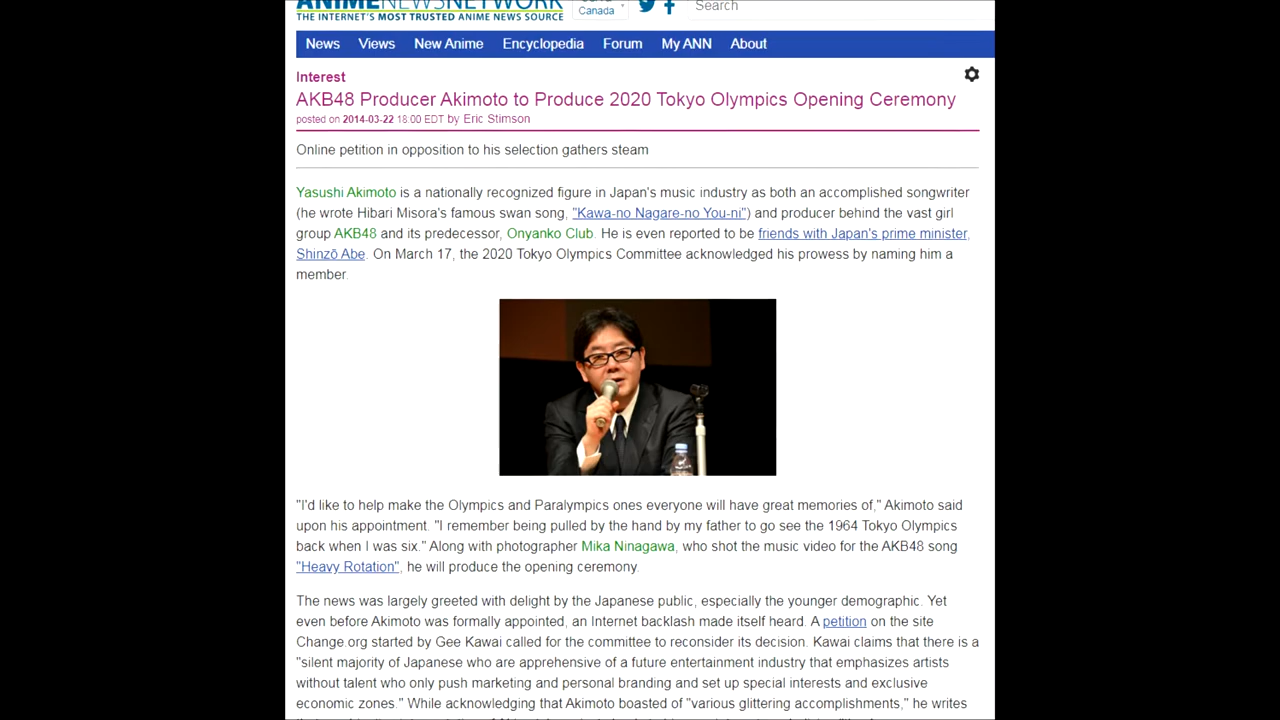 ANIMENEWSNETWORK
THE INTERNET'S MOST TRUSTED ANIME NEWS SOURCE
Canada
Search
News Views New Anime Encyclopedia Forum My ANN About
Interest
AKB48 Producer Akimoto to Produce 2020 Tokyo Olympics Opening Ceremony
posted on 2014-03-22 18:00 EDT by Eric Stimson
Online petition in opposition to his selection gathers steam
Yasushi Akimoto is a nationally recognized figure in Japan's music industry as both an accomplished songwriter
(he wrote Hibari Misora's famous swan song, "Kawa-no Nagare-no You-ni") and producer behind the vast girl
group AKB48 and its predecessor, Onyanko Club. He is even reported to be friends with Japan's prime minister,
Shinzō Abe. On March 17, the 2020 Tokyo Olympics Committee acknowledged his prowess by naming him a
member.
"I'd like to help make the Olympics and Paralympics ones everyone will have great memories of," Akimoto said
upon his appointment. "I remember being pulled by the hand by my father to go see the 1964 Tokyo Olympics
back when I was six." Along with photographer Mika Ninagawa, who shot the music video for the AKB48 song
"Heavy Rotation", he will produce the opening ceremony.
The news was largely greeted with delight by the Japanese public, especially the younger demographic. Yet
even before Akimoto was formally appointed, an Internet backlash made itself heard. A petition on the site
Change.org started by Gee Kawai called for the committee to reconsider its decision. Kawai claims that there is a
"silent majority of Japanese who are apprehensive of a future entertainment industry that emphasizes artists
without talent who only push marketing and personal branding and set up special interests and exclusive
economic zones." While acknowledging that Akimoto boasted of "various glittering accomplishments," he writes